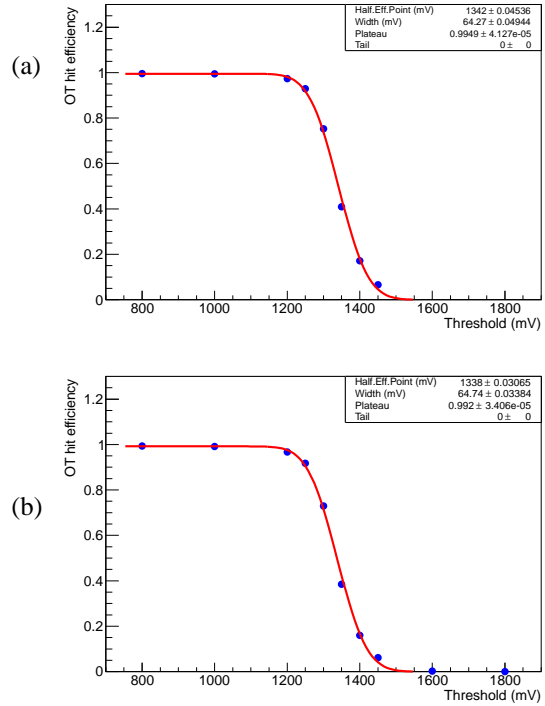 (a)
OT hit efficiency
Half.Eff.Point (mV) 1342 ± 0.04536
Width (mV) 64.27 ± 0.04944
Plateau 0.9949 ± 4.127e-05
Tail 0 ± 0
1.2
1
0.8
0.6
0.4
0.2
0
800 1000 1200 1400 1600 1800
Threshold (mV)
(b)
OT hit efficiency
Half.Eff.Point (mV) 1338 ± 0.03065
Width (mV) 64.74 ± 0.03384
Plateau 0.992 ± 3.406e-05
Tail 0 ± 0
1.2
1
0.8
0.6
0.4
0.2
0
800 1000 1200 1400 1600 1800
Threshold (mV)